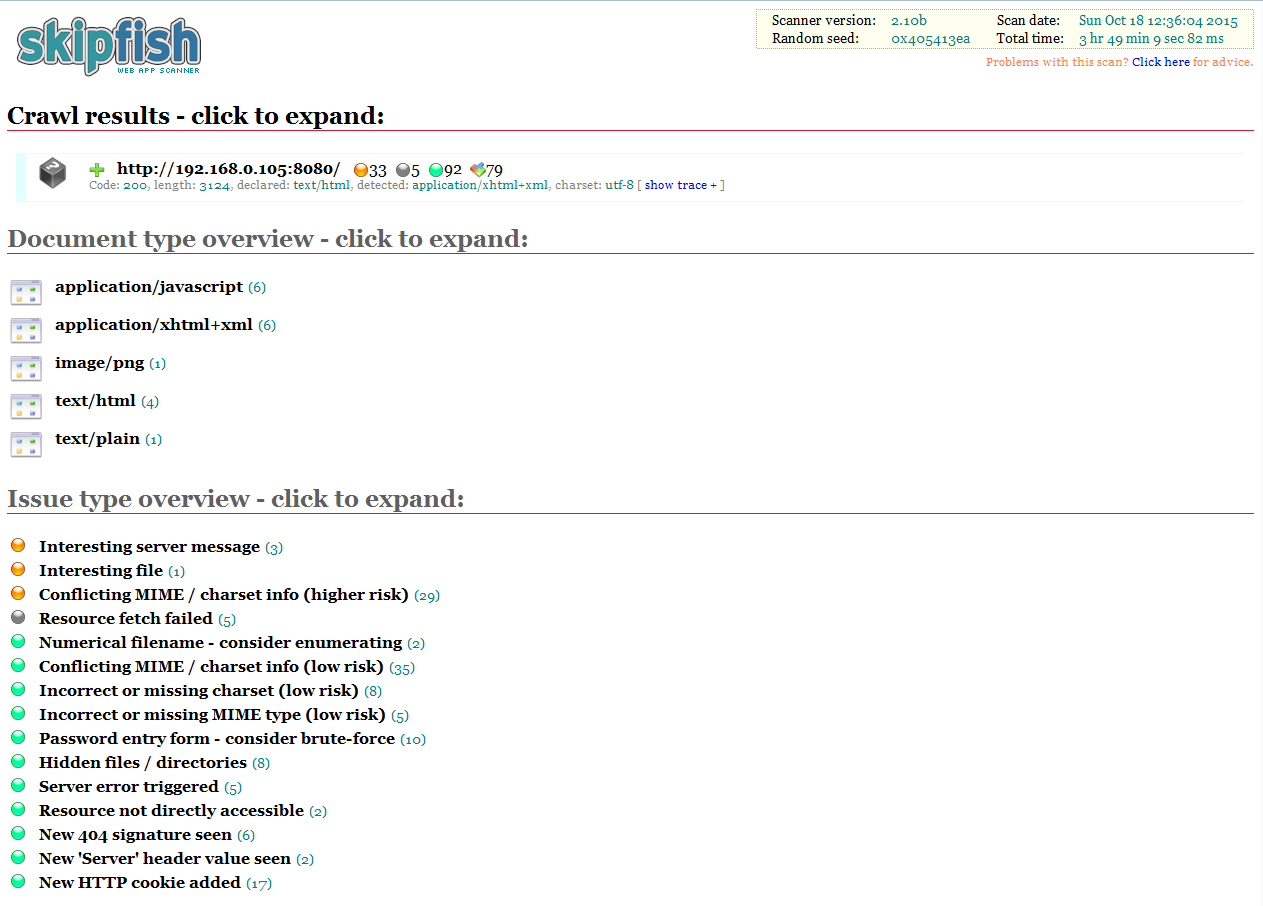 skipfish
WEB APP SCANNER
Scanner version: 2.10b Scan date: Sun Oct 18 12:36:04 2015
Random seed: 0x405413ea Total time: 3 hr 49 min 9 sec 82 ms
Problems with this scan? Click here for advice.
Crawl results - click to expand:
http://192.168.0.105:8080/ 33 5 92 79
Code: 200, length: 3124, declared: text/html, detected: application/xhtml+xml, charset: utf-8 [ show trace + ]
Document type overview - click to expand:
application/javascript (6)
application/xhtml+xml (6)
image/png (1)
text/html (4)
text/plain (1)
Issue type overview - click to expand:
Interesting server message (3)
Interesting file (1)
Conflicting MIME / charset info (higher risk) (29)
Resource fetch failed (5)
Numerical filename - consider enumerating (2)
Conflicting MIME / charset info (low risk) (35)
Incorrect or missing charset (low risk) (8)
Incorrect or missing MIME type (low risk) (5)
Password entry form - consider brute-force (10)
Hidden files / directories (8)
Server error triggered (5)
Resource not directly accessible (2)
New 404 signature seen (6)
New 'Server' header value seen (2)
New HTTP cookie added (17)